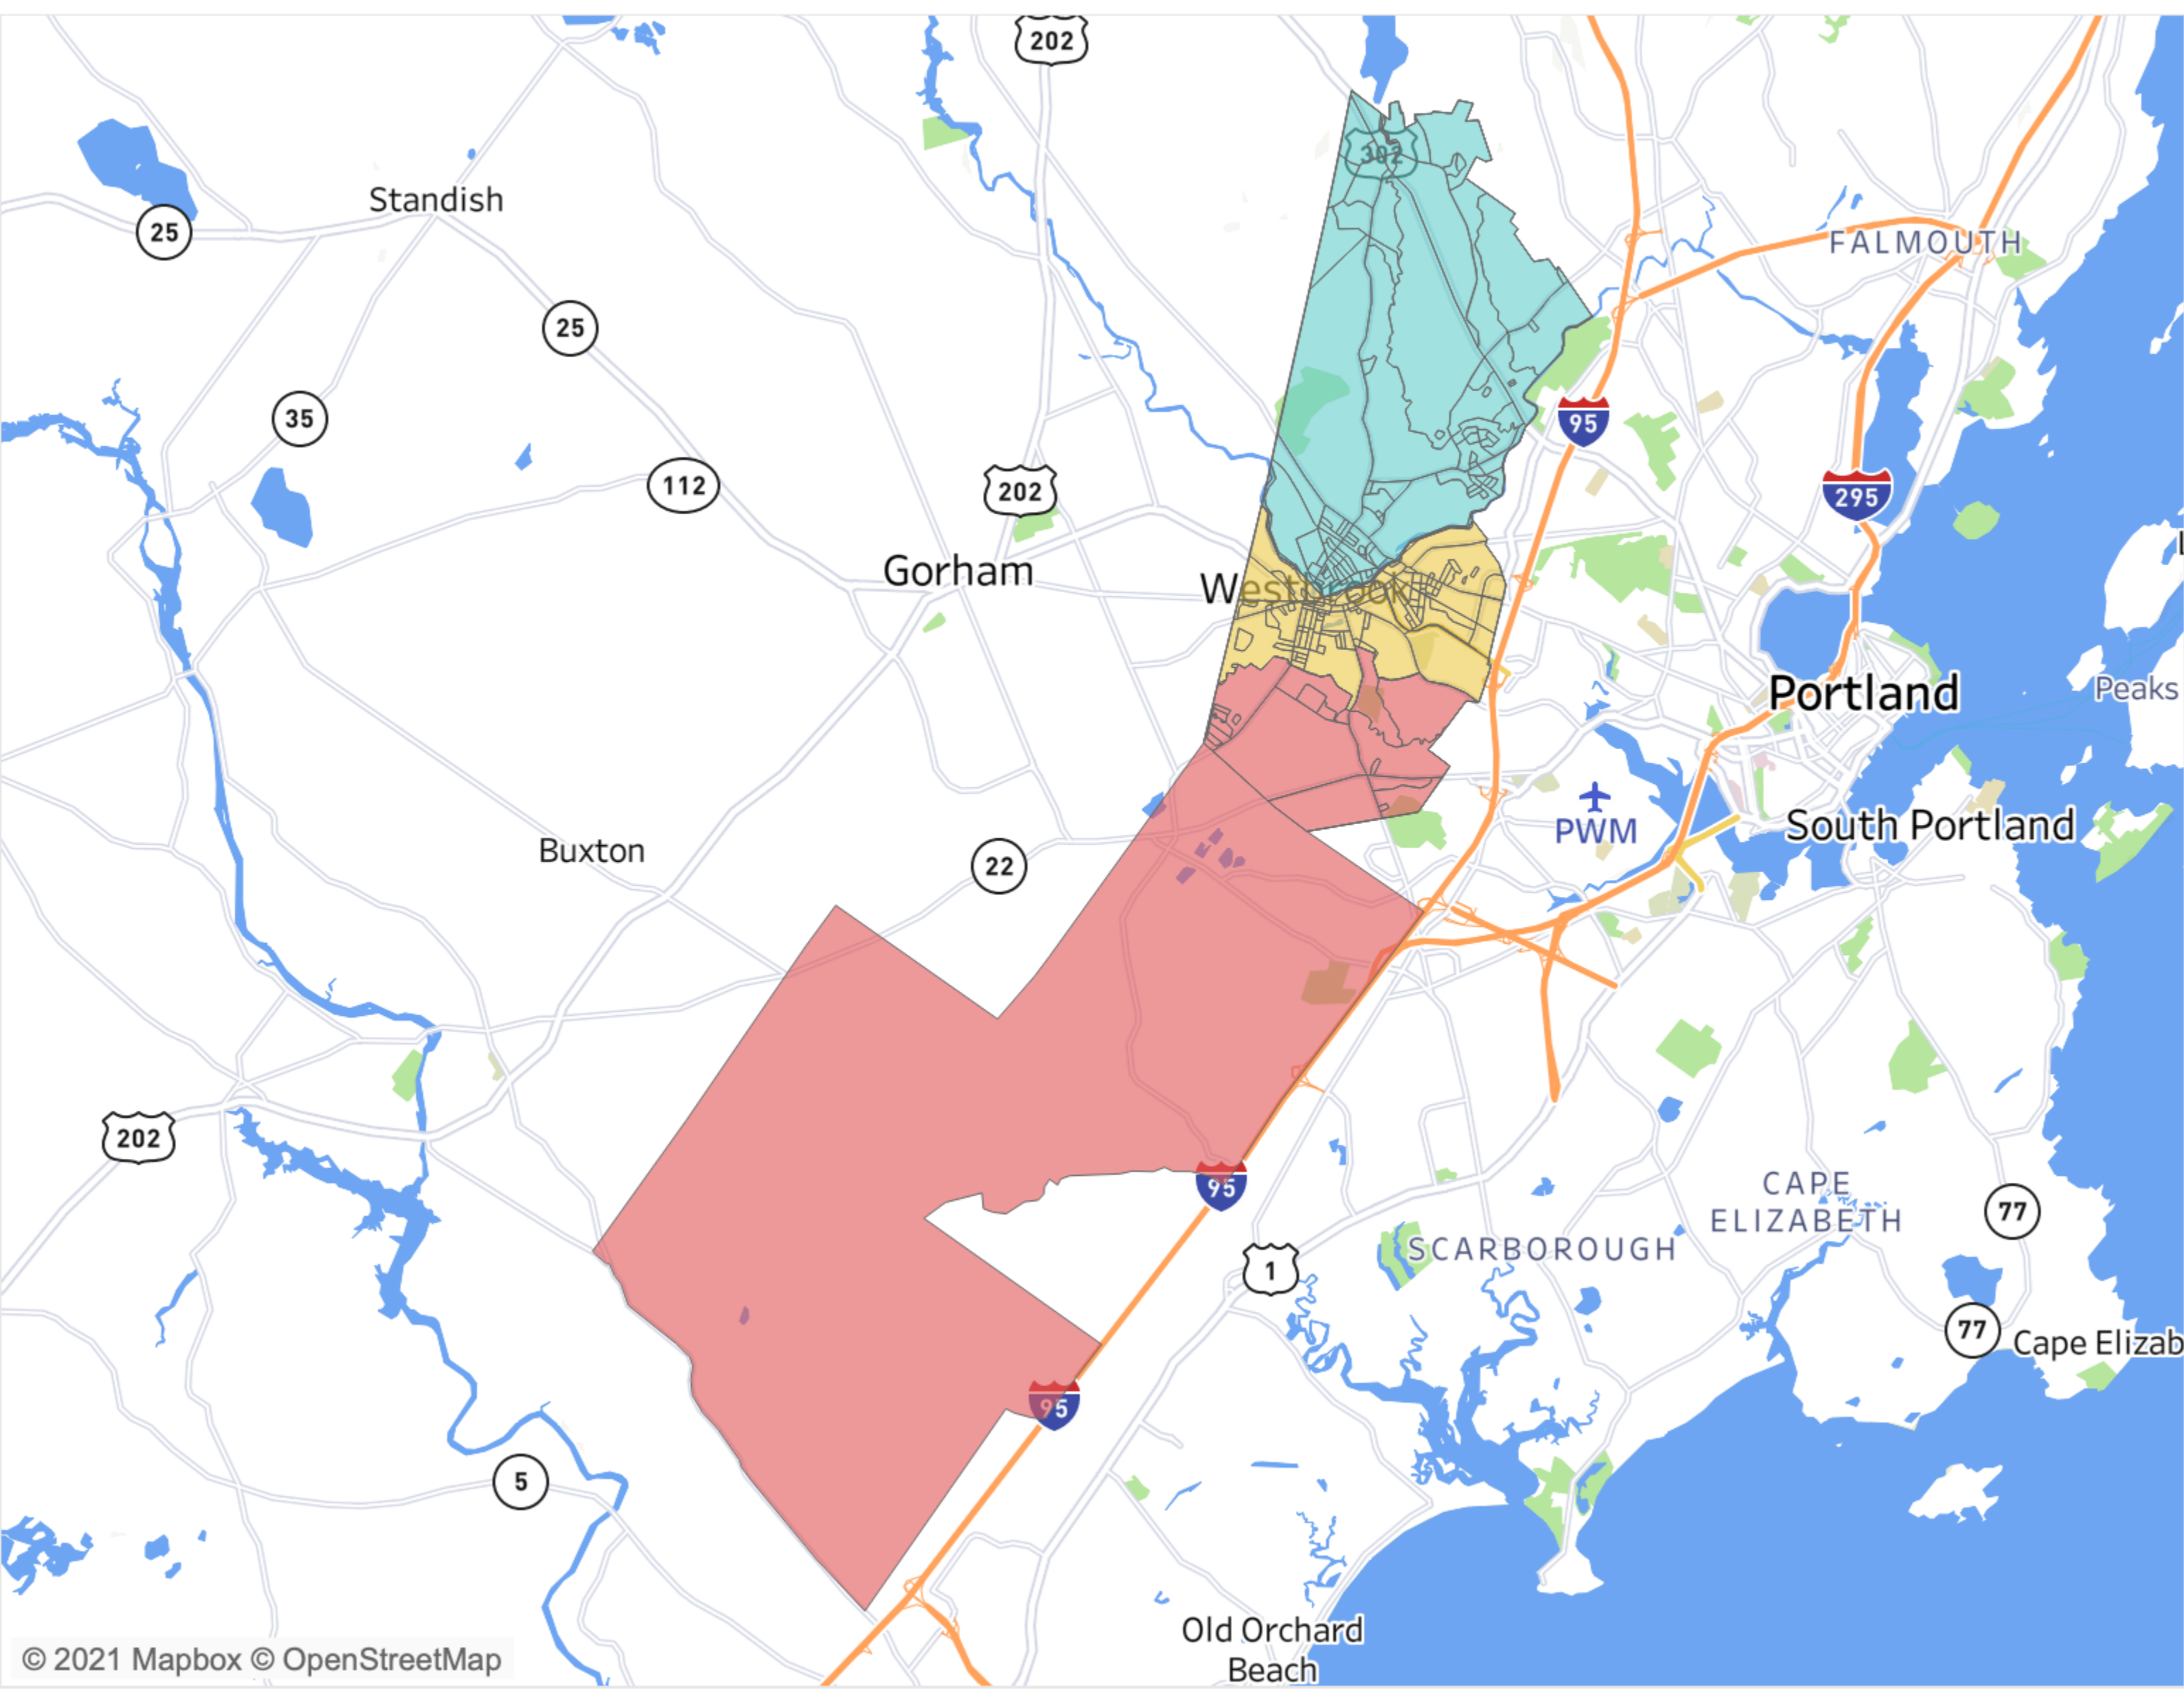 202
302
Standish
25
FALMOUTH
25
35
95
112
202
295
Gorham
Westbrook
Portland
Peaks
PWM
South Portland
Buxton
22
202
95
CAPE
ELIZABETH
77
SCARBOROUGH
1
77
Cape Elizab
95
5
Old Orchard
Beach
© 2021 Mapbox © OpenStreetMap